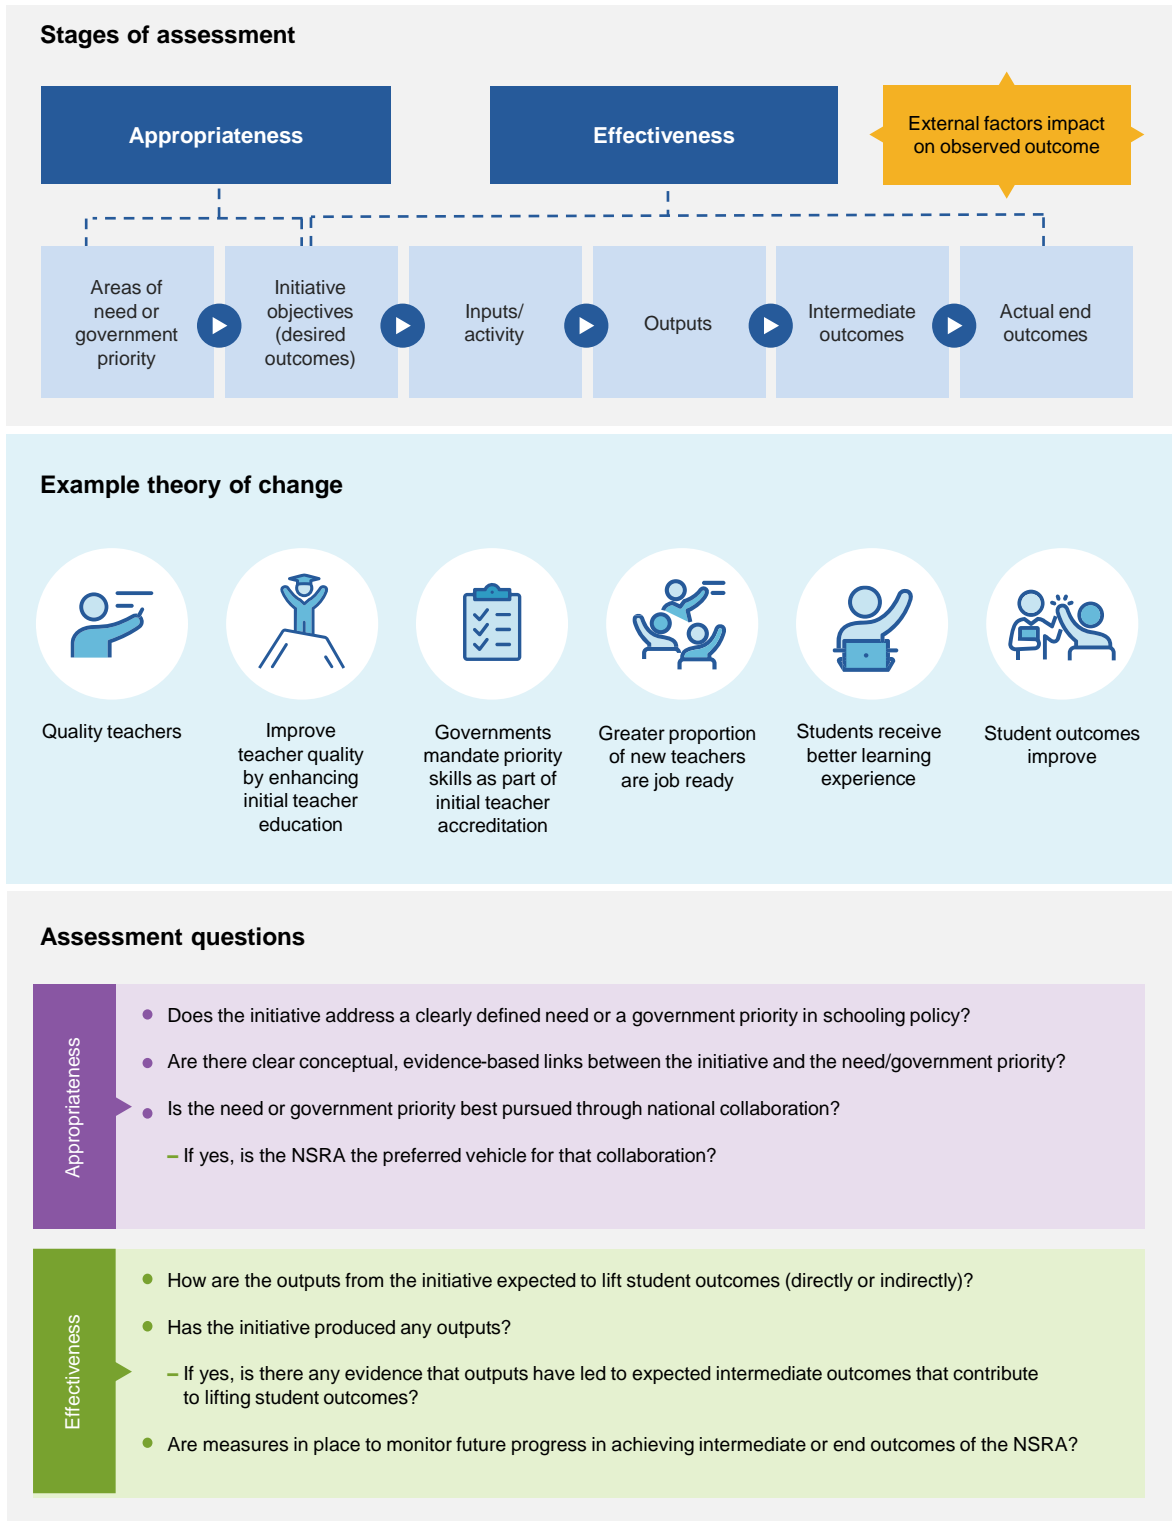 Stages of assessment
Appropriateness
Effectiveness
External factors impact
on observed outcome
Areas of
need or
government
priority
Initiative
objectives
(desired
outcomes)
Inputs/
activity
Outputs
Intermediate
outcomes
Actual end
outcomes
Example theory of change
Quality teachers
Improve
teacher quality
by enhancing
initial teacher
education
Governments
mandate priority
skills as part of
initial teacher
accreditation
Greater proportion
of new teachers
are job ready
Students receive
better learning
experience
Student outcomes
improve
Assessment questions
Appropriateness
• Does the initiative address a clearly defined need or a government priority in schooling policy?
• Are there clear conceptual, evidence-based links between the initiative and the need/government priority?
• Is the need or government priority best pursued through national collaboration?
– If yes, is the NSRA the preferred vehicle for that collaboration?
Effectiveness
• How are the outputs from the initiative expected to lift student outcomes (directly or indirectly)?
• Has the initiative produced any outputs?
– If yes, is there any evidence that outputs have led to expected intermediate outcomes that contribute
to lifting student outcomes?
• Are measures in place to monitor future progress in achieving intermediate or end outcomes of the NSRA?